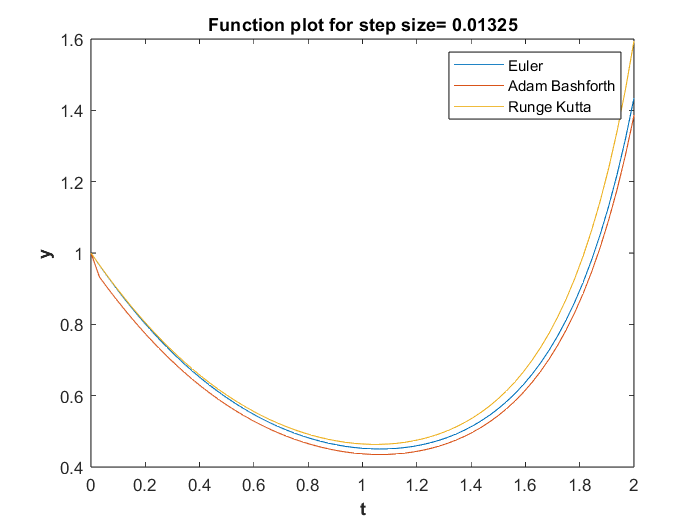 Function plot for step size= 0.01325
Euler
Adam Bashforth
Runge Kutta
1.6
1.4
1.2
1
0.8
0.6
0.4
y
0 0.2 0.4 0.6 0.8 1 1.2 1.4 1.6 1.8 2
t